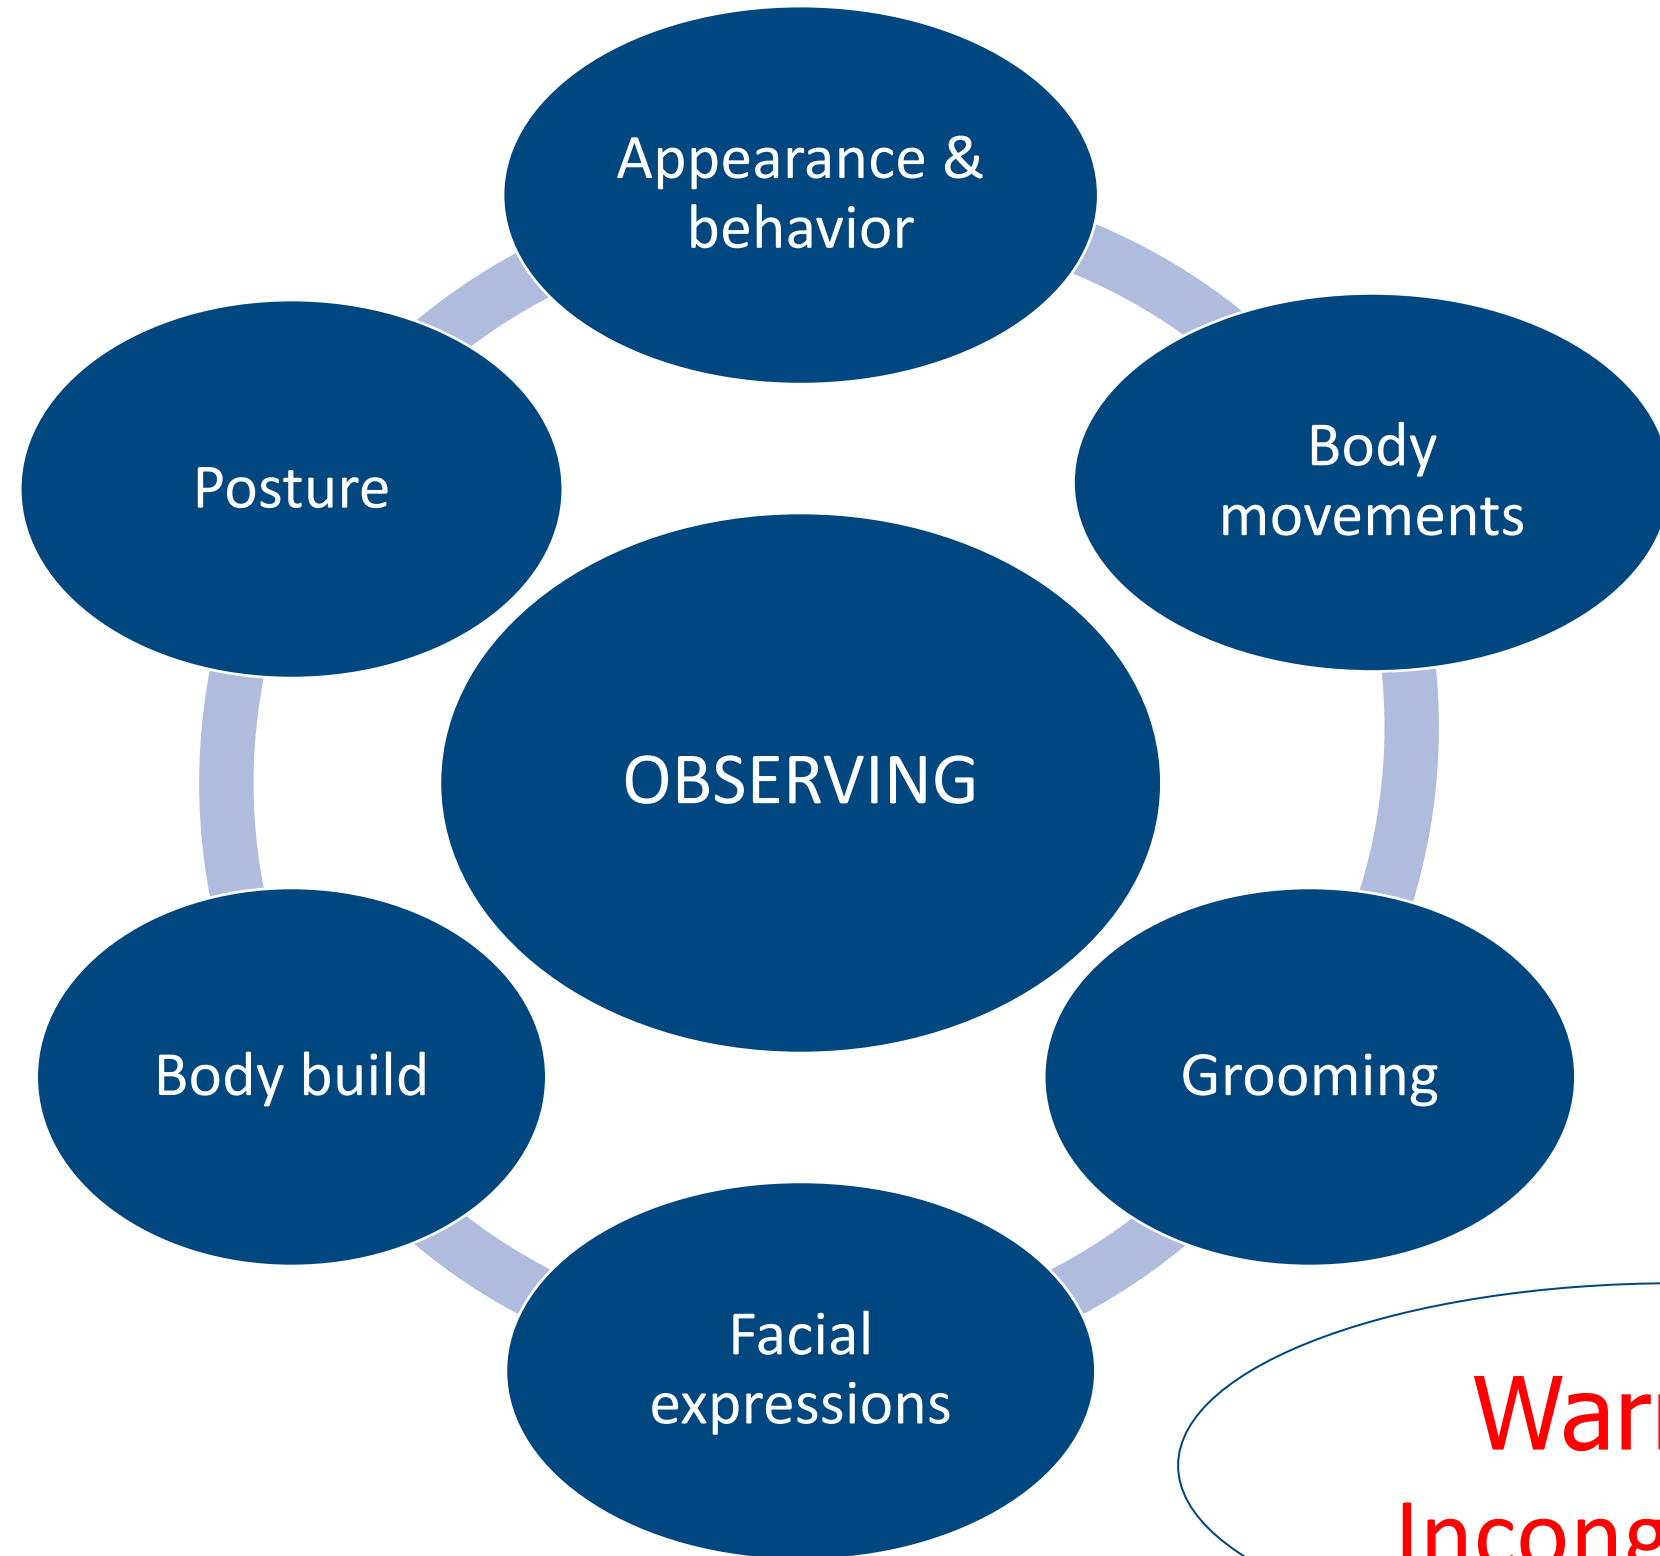 Appearance &
behavior
Body
movements
Posture
OBSERVING
Body build
Grooming
Facial
expressions